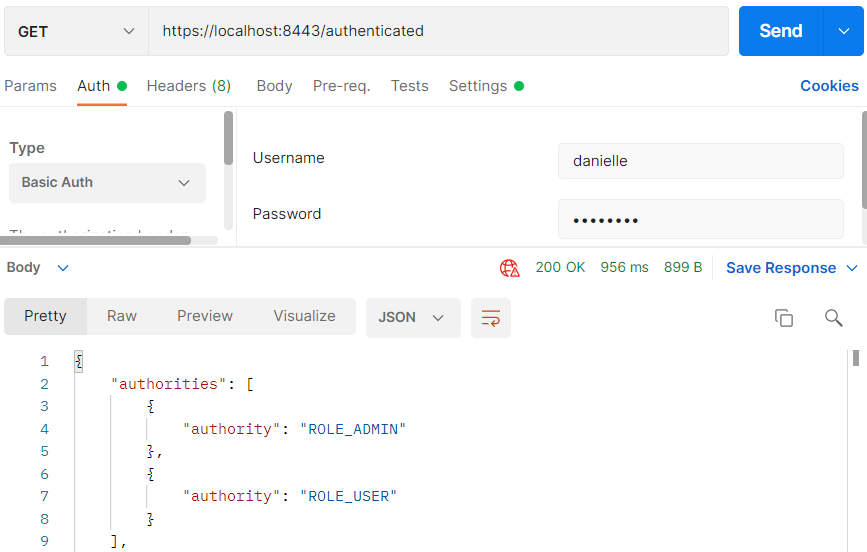 GET https://localhost:8443/authenticated Send
Params Auth Headers (8) Body Pre-req. Tests Settings Cookies
Type
Username danielle
Basic Auth
Password ••••••••
Body 200 OK 956 ms 899 B Save Response
Pretty Raw Preview Visualize JSON
1 {
2 "authorities": [
3 {
4 "authority": "ROLE_ADMIN"
5 },
6 {
7 "authority": "ROLE_USER"
8 }
9 ],